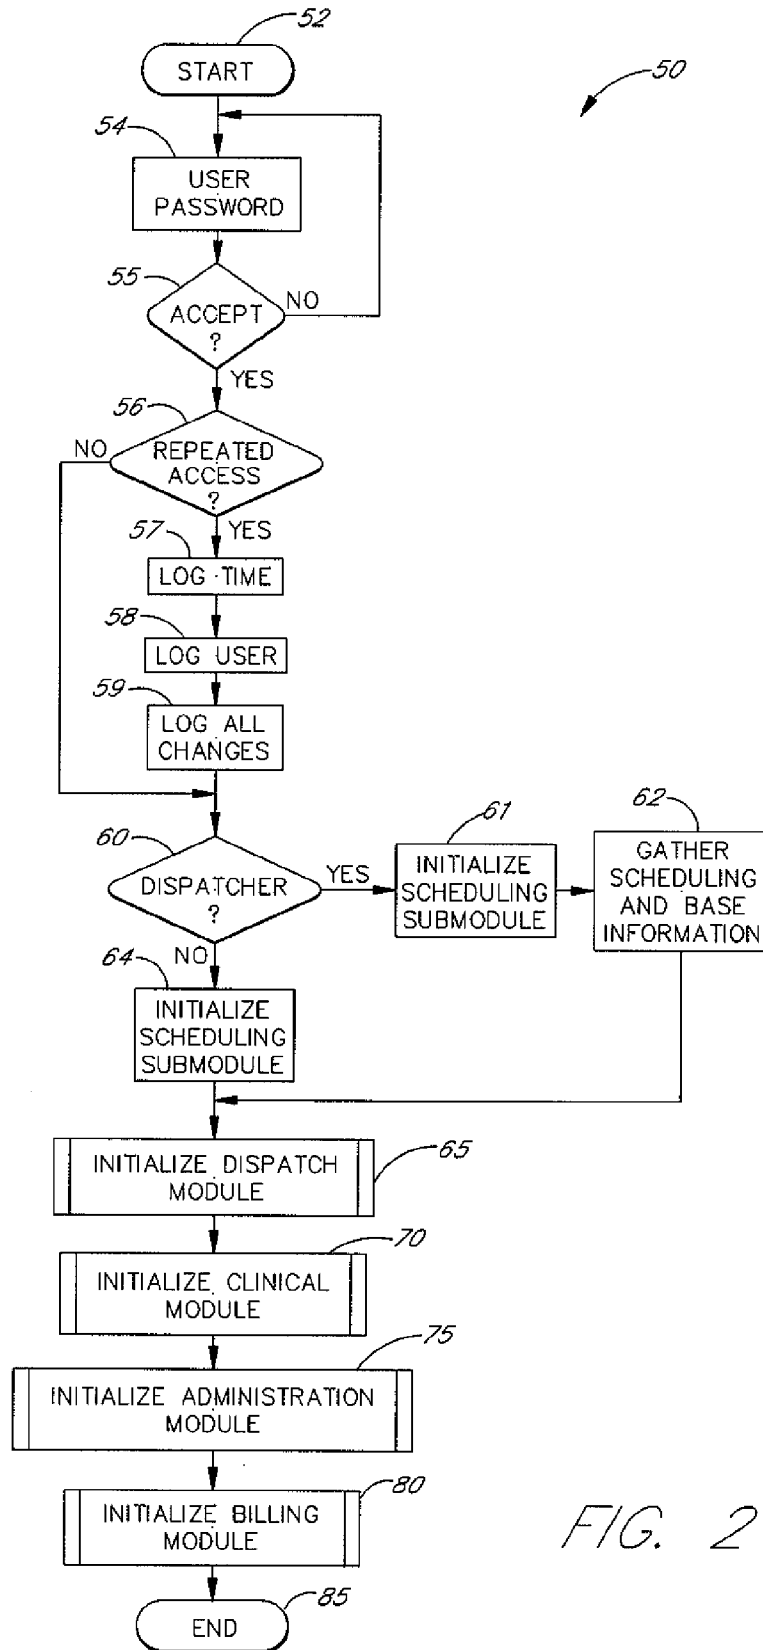 52
START
50
54
USER
PASSWORD
55
ACCEPT
?
NO
YES
56
NO
REPEATED
ACCESS
?
YES
57
LOG TIME
58
LOG USER
59
LOG ALL
CHANGES
60
DISPATCHER
?
YES
61
INITIALIZE
SCHEDULING
SUBMODULE
62
GATHER
SCHEDULING
AND BASE
INFORMATION
NO
64
INITIALIZE
SCHEDULING
SUBMODULE
65
INITIALIZE DISPATCH
MODULE
70
INITIALIZE CLINICAL
MODULE
75
INITIALIZE ADMINISTRATION
MODULE
80
INITIALIZE BILLING
MODULE
85
END
FIG. 2